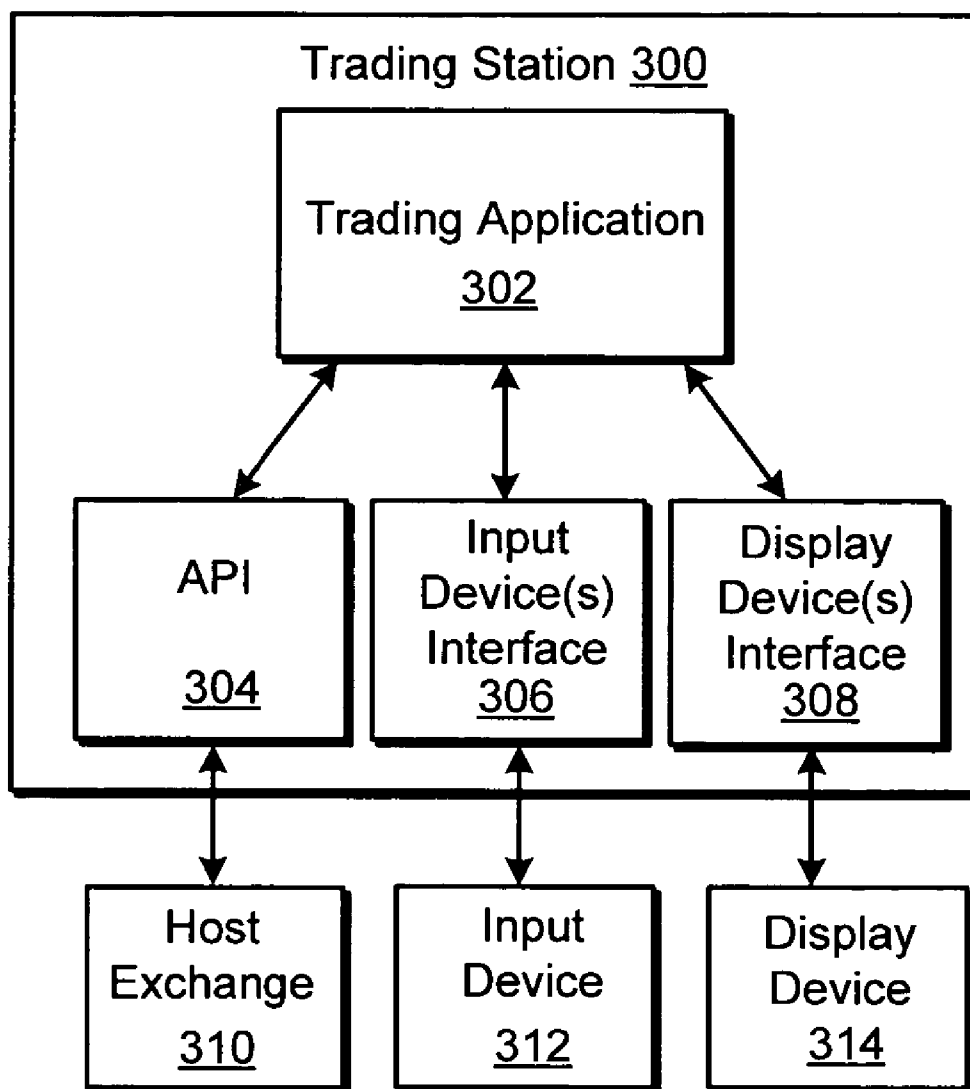 Trading Station 300
Trading Application
302
API
304
Input
Device(s)
Interface
306
Display
Device(s)
Interface
308
Host
Exchange
310
Input
Device
312
Display
Device
314